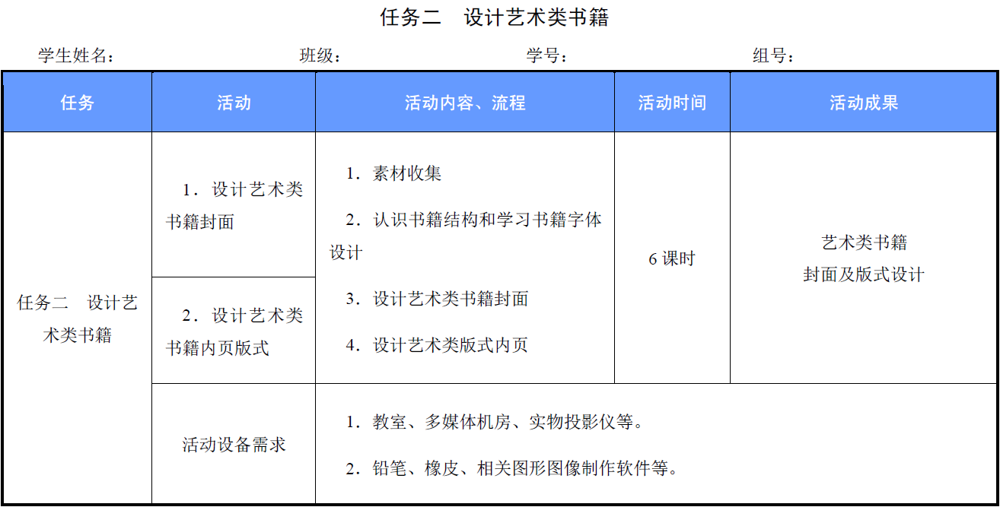 任务二　设计艺术类书籍
学生姓名：　班级：　学号：　组号：
任务　活动　活动内容、流程　活动时间　活动成果
任务二　设计艺
术类书籍
1．设计艺术类
书籍封面
2．设计艺术类
书籍内页版式
1．素材收集
2．认识书籍结构和学习书籍字体
设计
3．设计艺术类书籍封面
4．设计艺术类版式内页
6 课时
艺术类书籍
封面及版式设计
活动设备需求
1．教室、多媒体机房、实物投影仪等。
2．铅笔、橡皮、相关图形图像制作软件等。